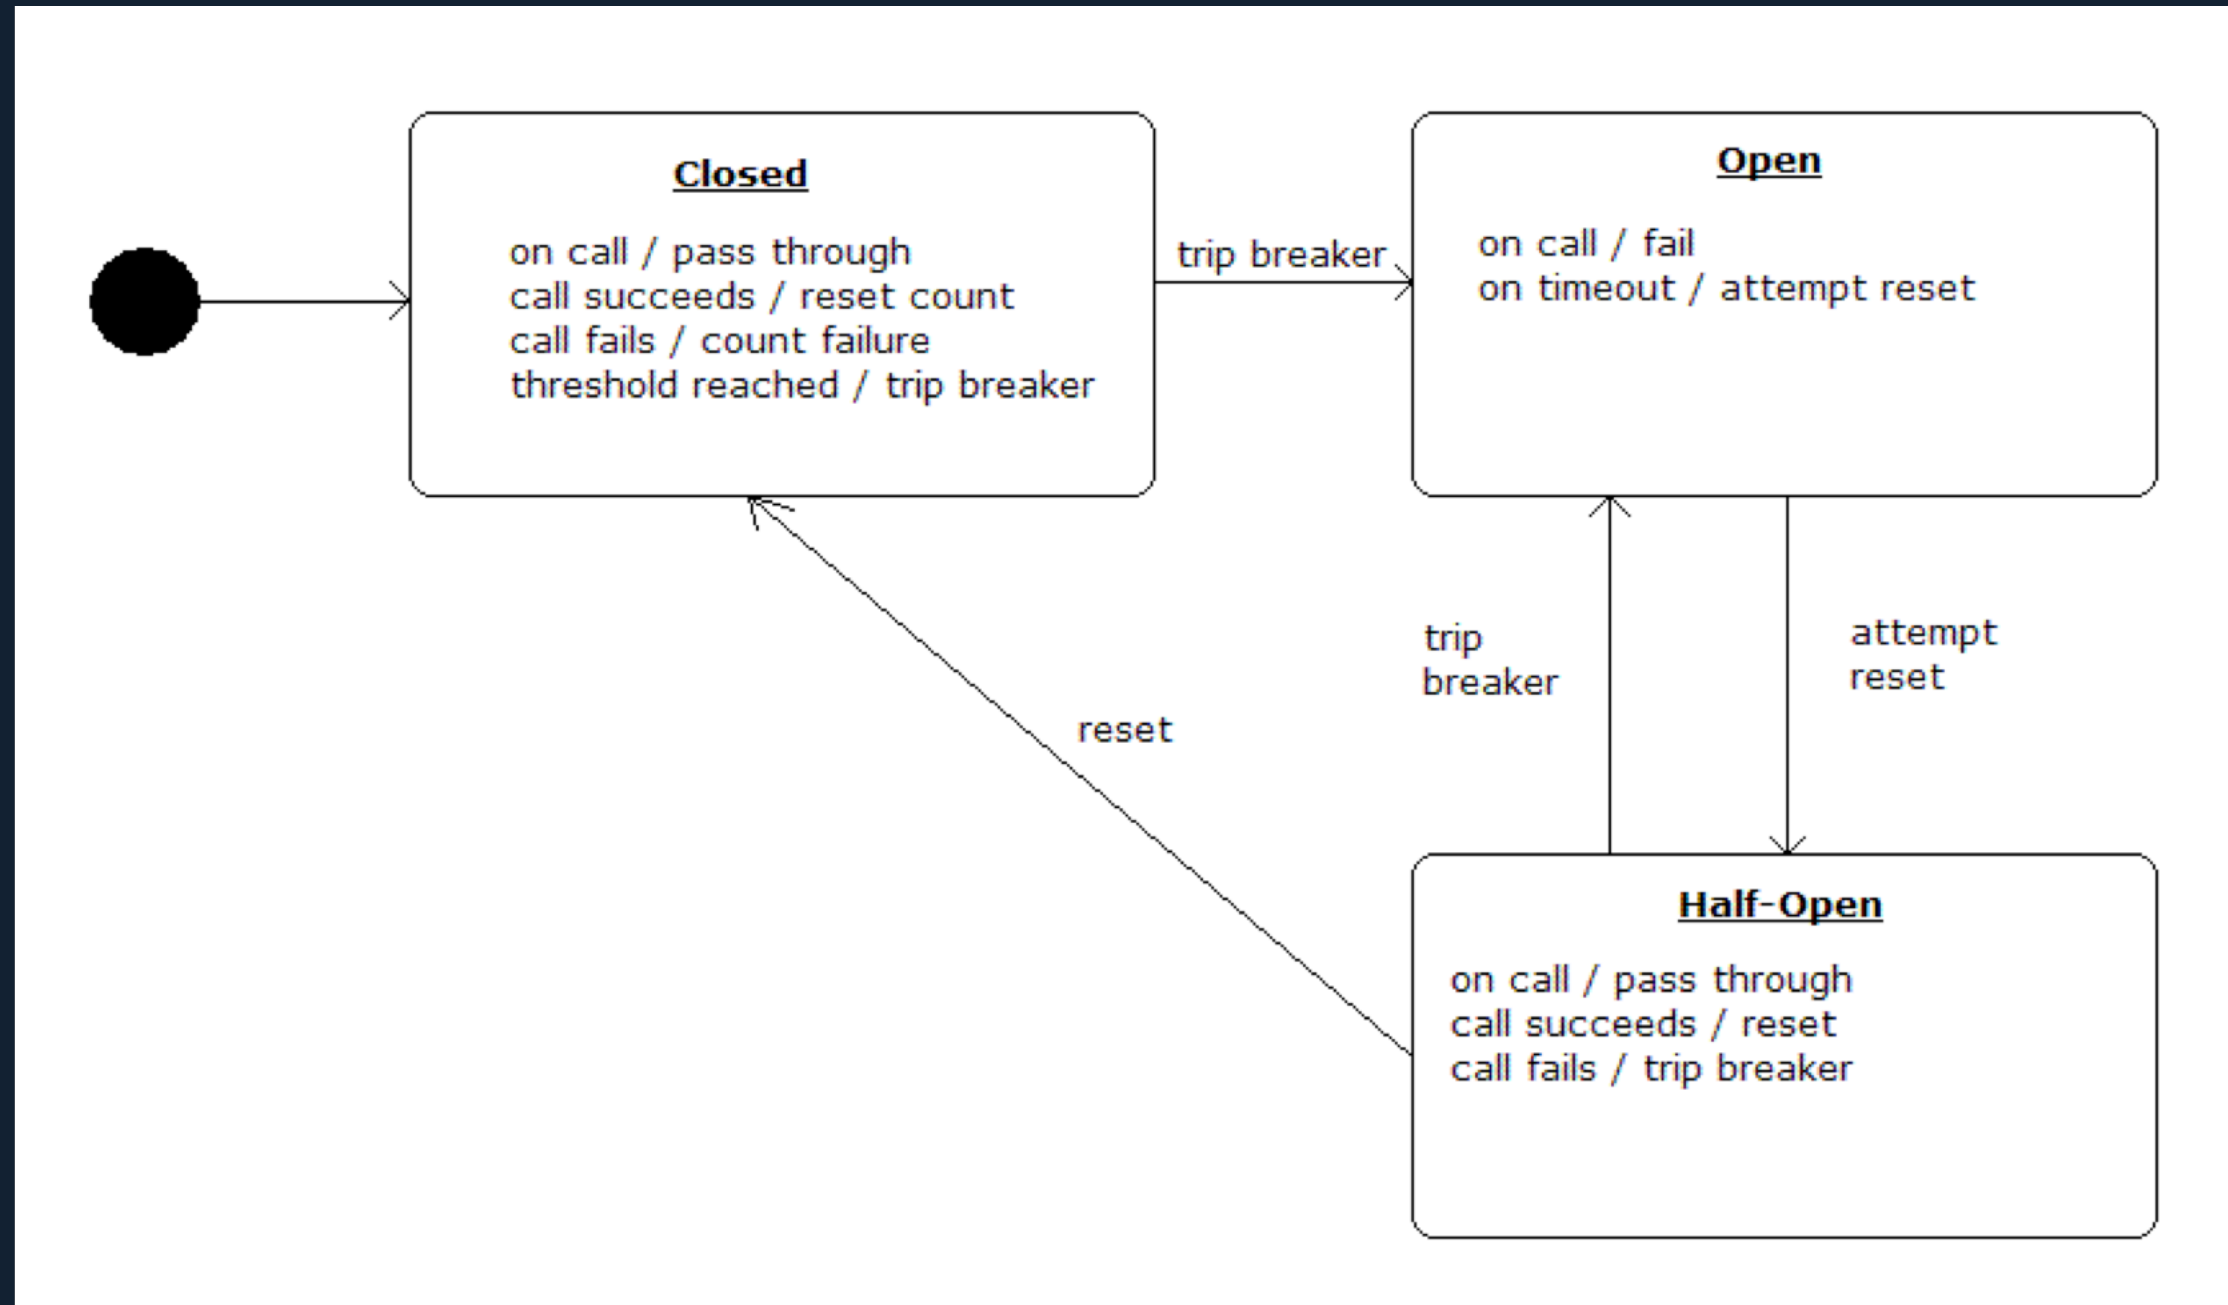 Closed
on call / pass through
call succeeds / reset count
call fails / count failure
threshold reached / trip breaker
trip breaker
Open
on call / fail
on timeout / attempt reset
trip
breaker
attempt
reset
reset
Half-Open
on call / pass through
call succeeds / reset
call fails / trip breaker